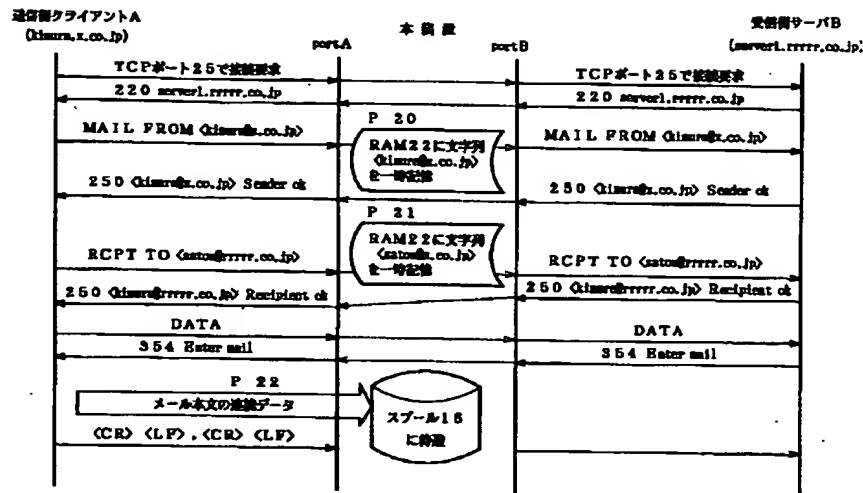 送信側クライアントA
(kimura.x.co.jp)
本装置
受信側サーバB
(server1.rrrrr.co.jp)
portA
portB
TCPポート25で接続要求
TCPポート25で接続要求
220 server1.rrrrr.co.jp
220 server1.rrrrr.co.jp
P 20
MAIL FROM <kimura@x.co.jp>
RAM22に文字列
<kimura@x.co.jp>
を一時記憶
MAIL FROM <kimura@x.co.jp>
250 <kimura@x.co.jp> Sender ok
250 <kimura@x.co.jp> Sender ok
P 21
RCPT TO <satou@rrrrr.co.jp>
RAM22に文字列
<satou@x.co.jp>
を一時記憶
RCPT TO <satou@rrrrr.co.jp>
250 <kimura@rrrrr.co.jp> Recipient ok
250 <kimura@rrrrr.co.jp> Recipient ok
DATA
DATA
354 Enter mail
354 Enter mail
P 22
メール本文の連続データ
スプール15
に蓄積
<CR> <LF> . <CR> <LF>